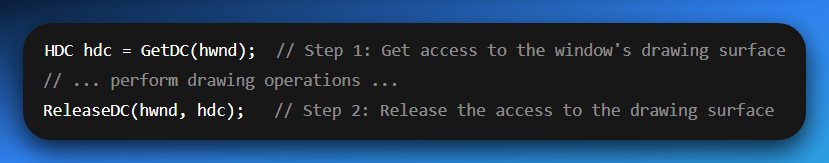 HDC hdc = GetDC(hwnd);  // Step 1: Get access to the window's drawing surface
// ... perform drawing operations ...
ReleaseDC(hwnd, hdc);   // Step 2: Release the access to the drawing surface